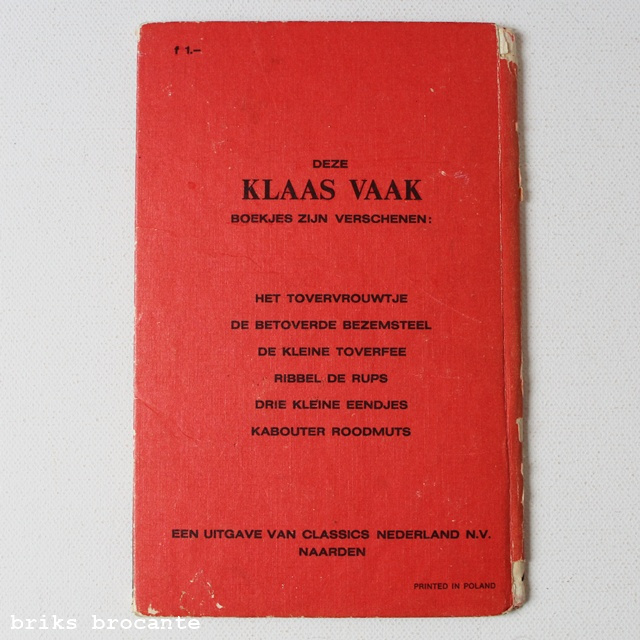 f 1.—
DEZE
KLAAS VAAK
BOEKJES ZIJN VERSCHENEN:
HET TOVERVROUWTJE
DE BETOVERDE BEZEMSTEEL
DE KLEINE TOVERFEE
RIBBEL DE RUPS
DRIE KLEINE EENDJES
KABOUTER ROODMUTS
EEN UITGAVE VAN CLASSICS NEDERLAND N.V.
NAARDEN
PRINTED IN POLAND
briks brocante